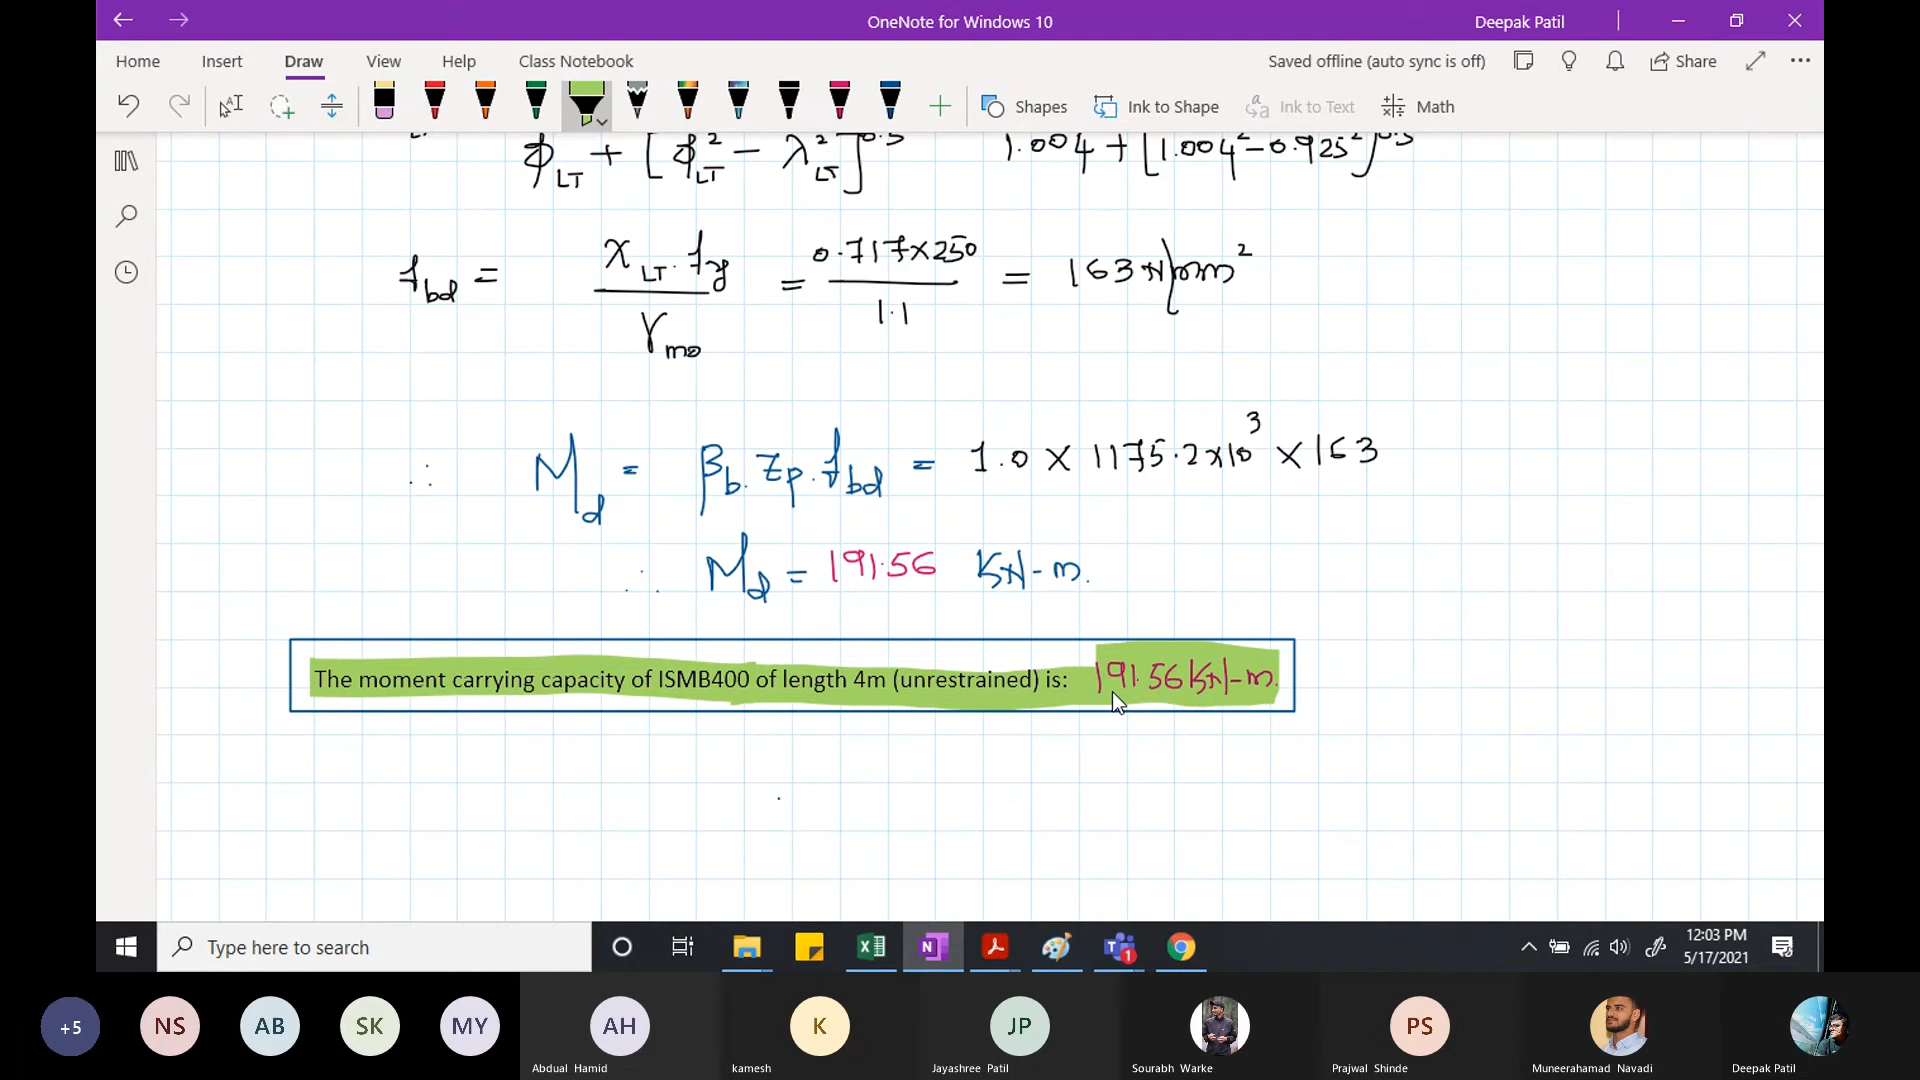 OneNote for Windows 10 Deepak Patil
Home Insert Draw View Help Class Notebook Saved offline (auto sync is off) Share
Shapes Ink to Shape Ink to Text Math
ϕLT + [ϕ²LT − λ²LT]^0.5 1.004 + [1.004² − 0.925²]^0.5
fbd = χLT · fy / γmo = 0.717 × 250 / 1.1 = 163 N/mm²
∴ Md = βb. Zp. fbd = 1.0 × 1175.2 × 10³ × 163
∴ Md = 191.56 KN-m.
The moment carrying capacity of ISMB400 of length 4m (unrestrained) is: 191.56 KN-m.
Type here to search
1
12:03 PM
5/17/2021
+5 NS AB SK MY AH K JP PS
Abdual Hamid kamesh Jayashree Patil Sourabh Warke Prajwal Shinde Muneerahamad Navadi Deepak Patil